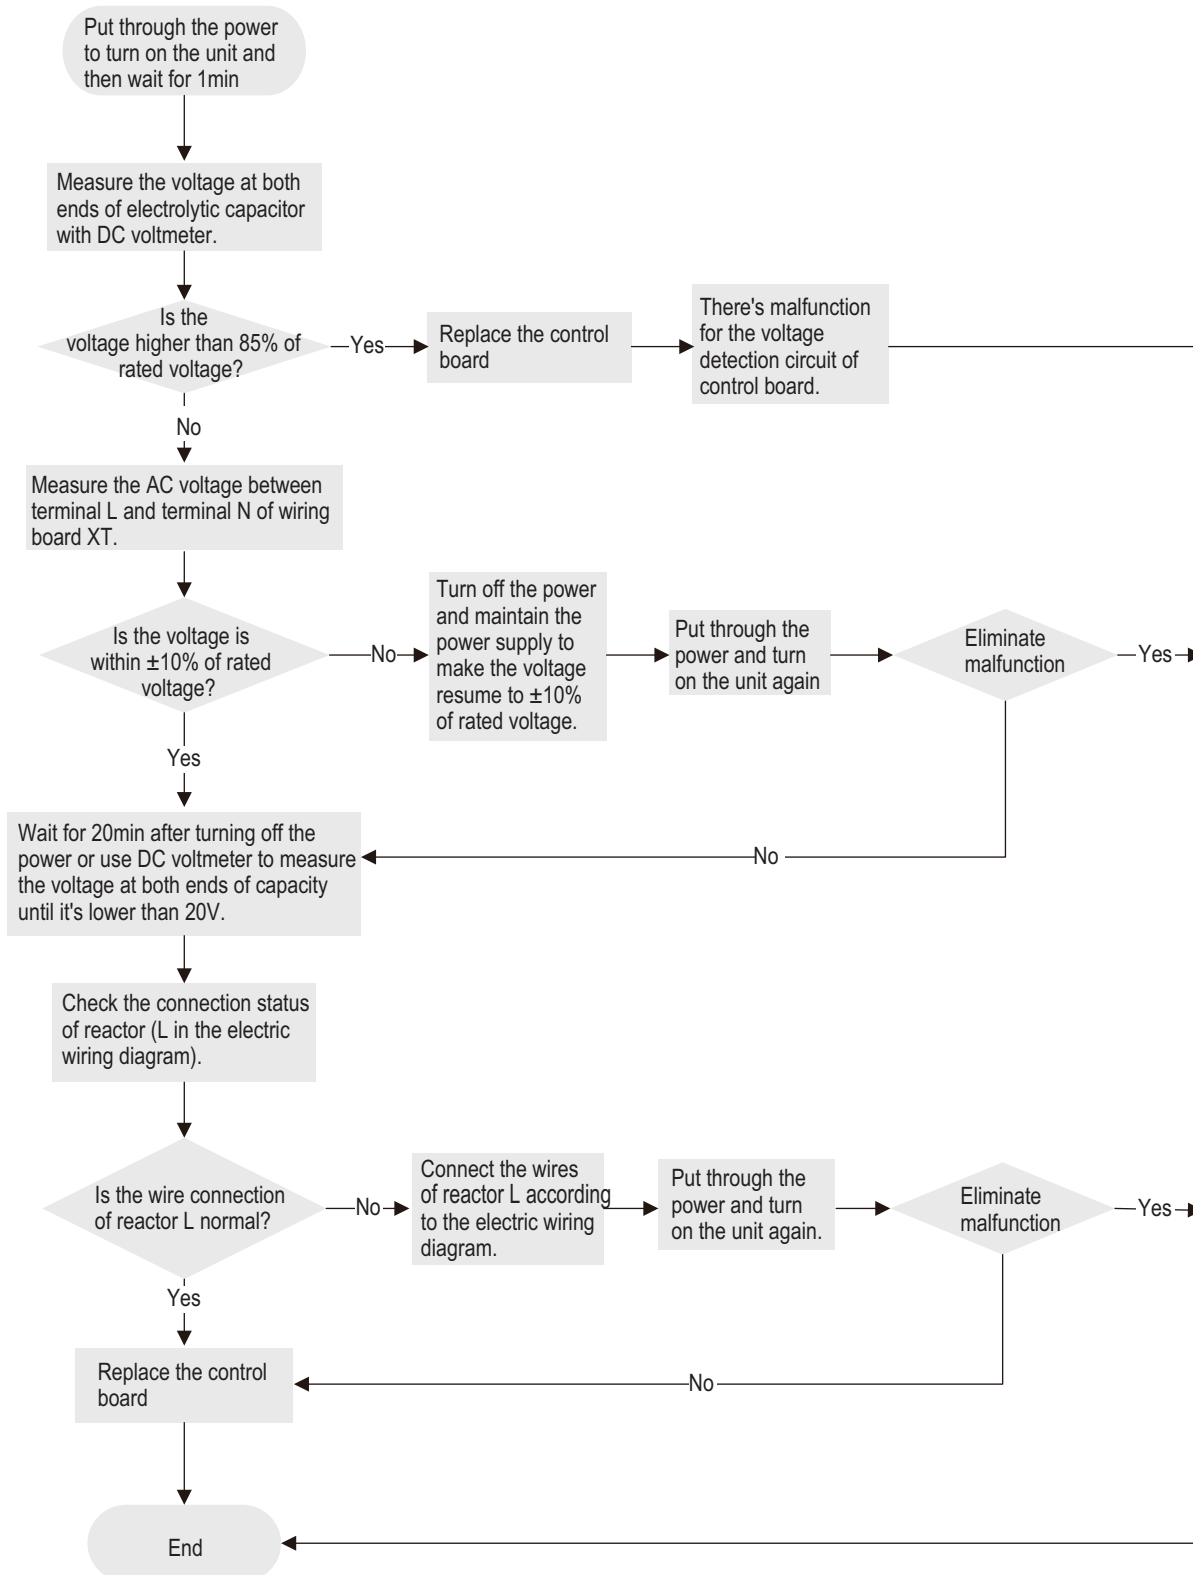 Put through the power
to turn on the unit and
then wait for 1min
Measure the voltage at both
ends of electrolytic capacitor
with DC voltmeter.
Is the
voltage higher than 85% of
rated voltage?
Yes
Replace the control
board
There's malfunction
for the voltage
detection circuit of
control board.
No
Measure the AC voltage between
terminal L and terminal N of wiring
board XT.
Is the voltage is
within ±10% of rated
voltage?
No
Turn off the power
and maintain the
power supply to
make the voltage
resume to ±10%
of rated voltage.
Put through the
power and turn
on the unit again
Eliminate
malfunction
Yes
Yes
No
Wait for 20min after turning off the
power or use DC voltmeter to measure
the voltage at both ends of capacity
until it's lower than 20V.
Check the connection status
of reactor (L in the electric
wiring diagram).
Is the wire connection
of reactor L normal?
No
Connect the wires
of reactor L according
to the electric wiring
diagram.
Put through the
power and turn
on the unit again.
Eliminate
malfunction
Yes
Yes
No
Replace the control
board
End